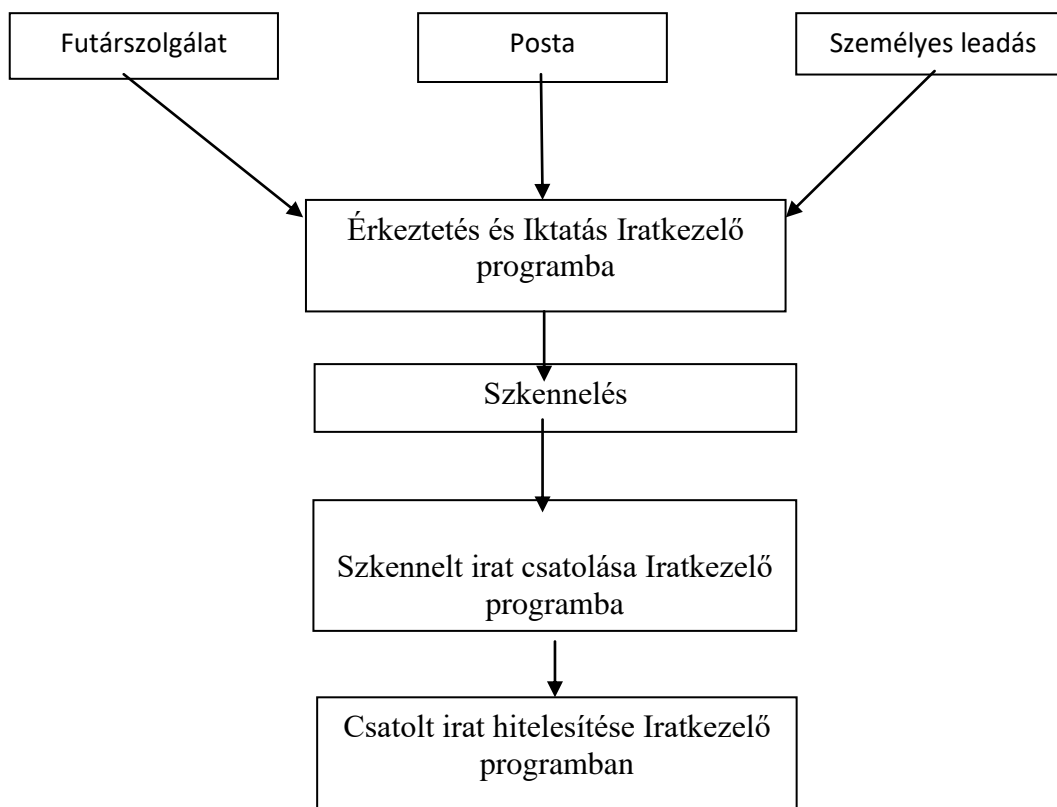 Futárszolgálat
Posta
Személyes leadás
Érkeztetés és Iktatás Iratkezelő
programba
Szkennelés
Szkennelt irat csatolása Iratkezelő
programba
Csatolt irat hitelesítése Iratkezelő
programban